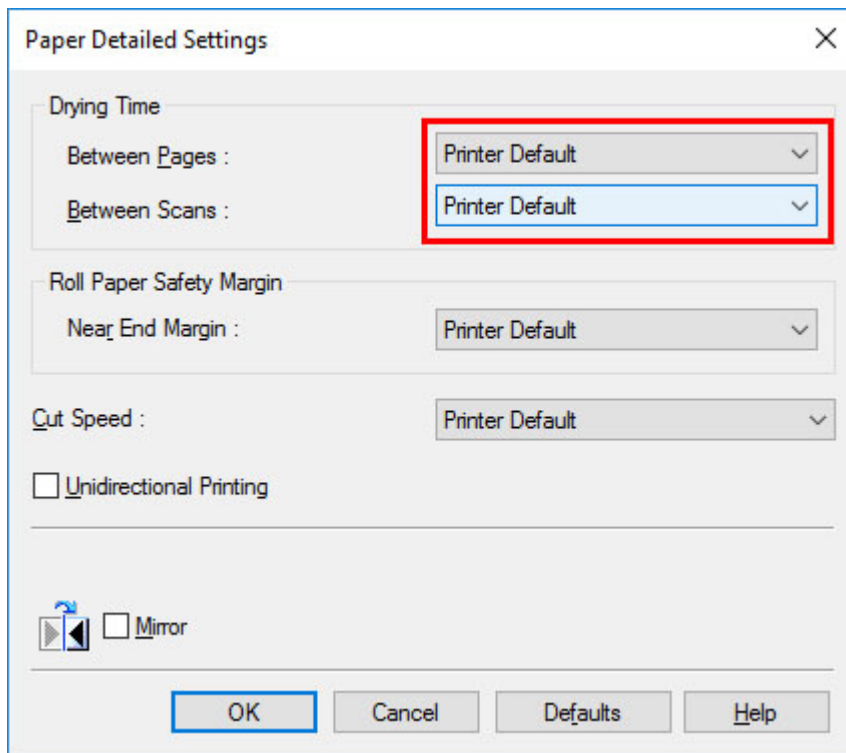 Paper Detailed Settings
Drying Time
Between Pages : Printer Default
Between Scans : Printer Default
Roll Paper Safety Margin
Near End Margin : Printer Default
Cut Speed : Printer Default
Unidirectional Printing
Mirror
OK Cancel Defaults Help